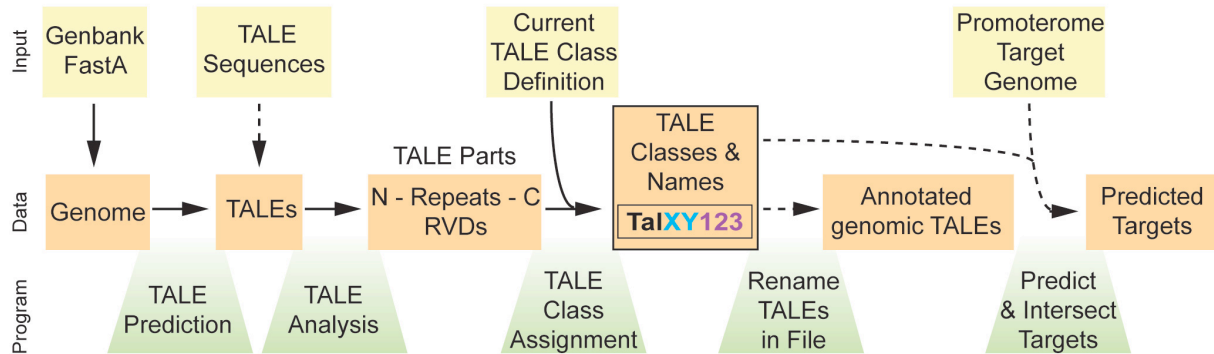 Input
Genbank
FastA
TALE
Sequences
Current
TALE Class
Definition
Promoterome
Target
Genome
Data
Genome
TALEs
TALE Parts
N - Repeats - C
RVDs
TALE
Classes &
Names
TalXY123
Annotated
genomic TALEs
Predicted
Targets
Program
TALE
Prediction
TALE
Analysis
TALE
Class
Assignment
Rename
TALEs
in File
Predict
& Intersect
Targets